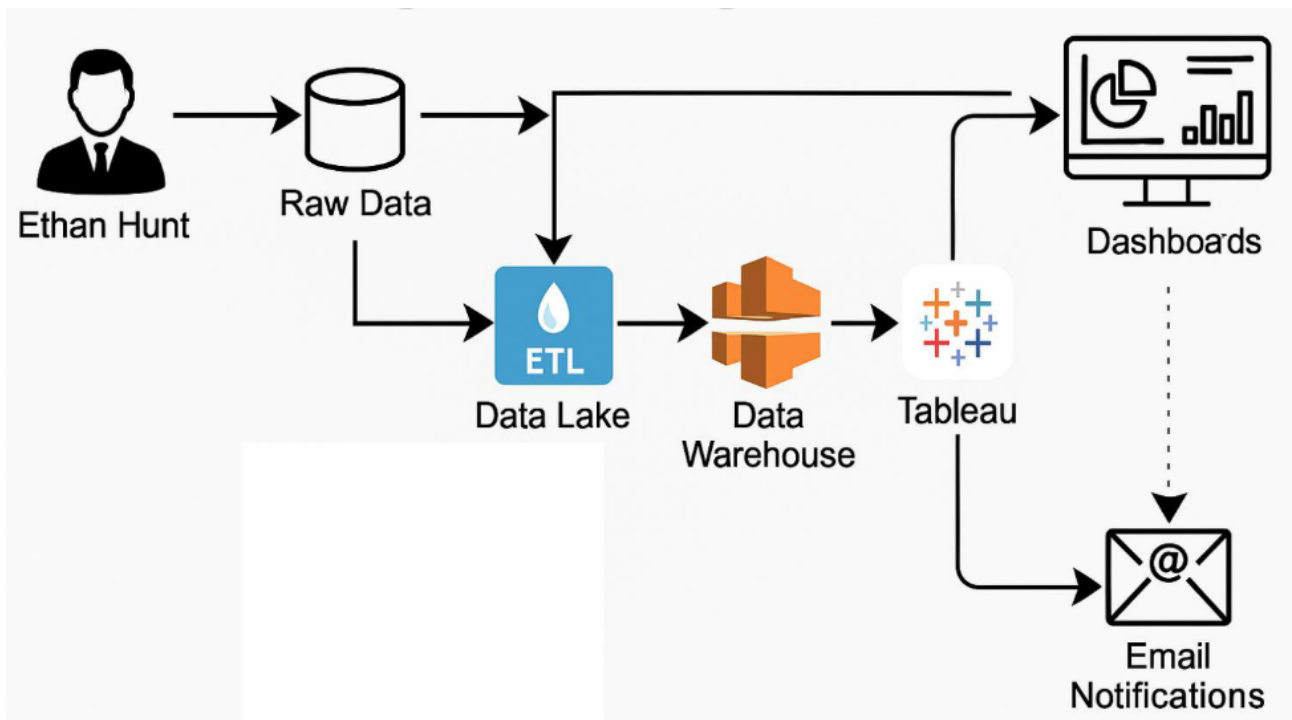 Ethan Hunt
Raw Data
Dashboards
ETL
Data Lake
Data
Warehouse
Tableau
@
Email
Notifications